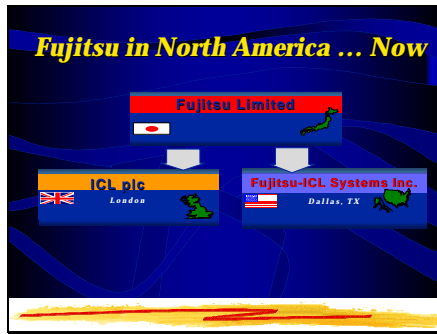 Fujitsu in North America ... Now
Fujitsu Limited
ICL plc
London
Fujitsu-ICL Systems Inc.
Dallas, TX